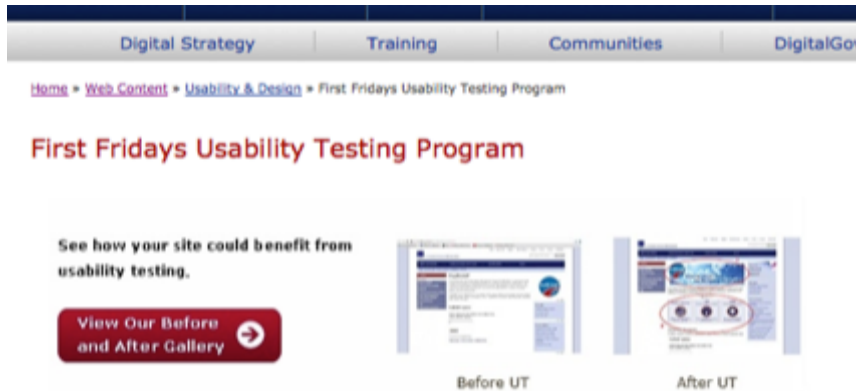 Digital Strategy Training Communities DigitalGov
Home » Web Content » Usability & Design » First Fridays Usability Testing Program
First Fridays Usability Testing Program
See how your site could benefit from
usability testing.
View Our Before
and After Gallery
Before UT After UT